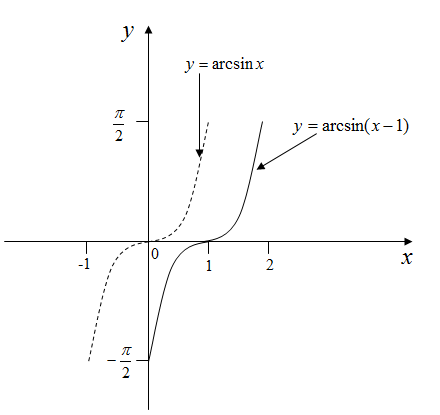 y
y = arcsin x
π/2
y = arcsin(x − 1)
-1
0
1
2
x
−π/2